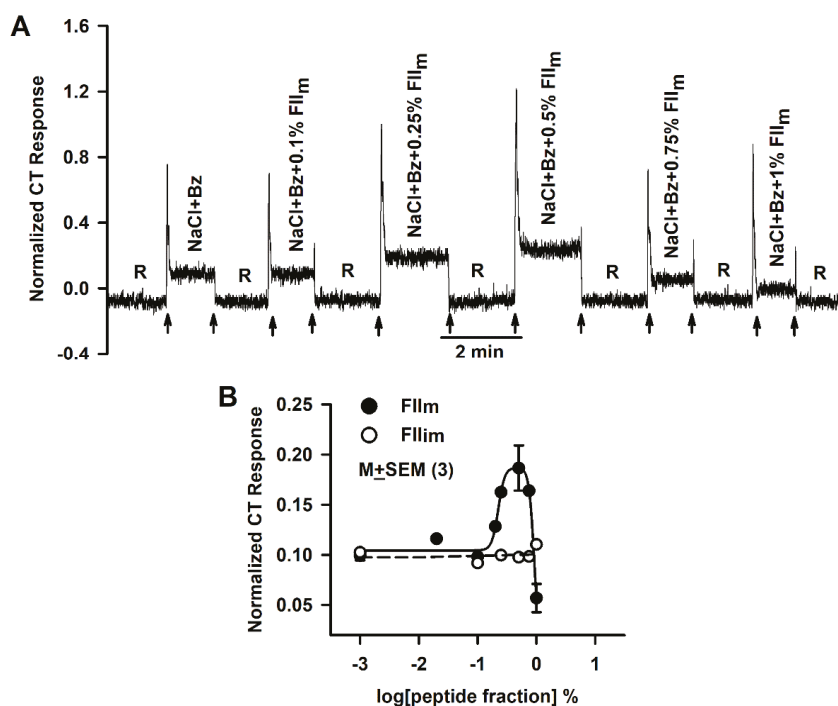 A
Normalized CT Response
1.6
1.2
0.8
0.4
0.0
-0.4
R
NaCl+Bz
R
NaCl+Bz+0.1% FIIm
R
NaCl+Bz+0.25% FIIm
R
NaCl+Bz+0.5% FIIm
R
NaCl+Bz+0.75% FIIm
R
NaCl+Bz+1% FIIm
R
2 min
B
Normalized CT Response
0.25
0.20
0.15
0.10
0.05
FIIm
FIIim
M+SEM (3)
-3
-2
-1
0
1
log[peptide fraction] %